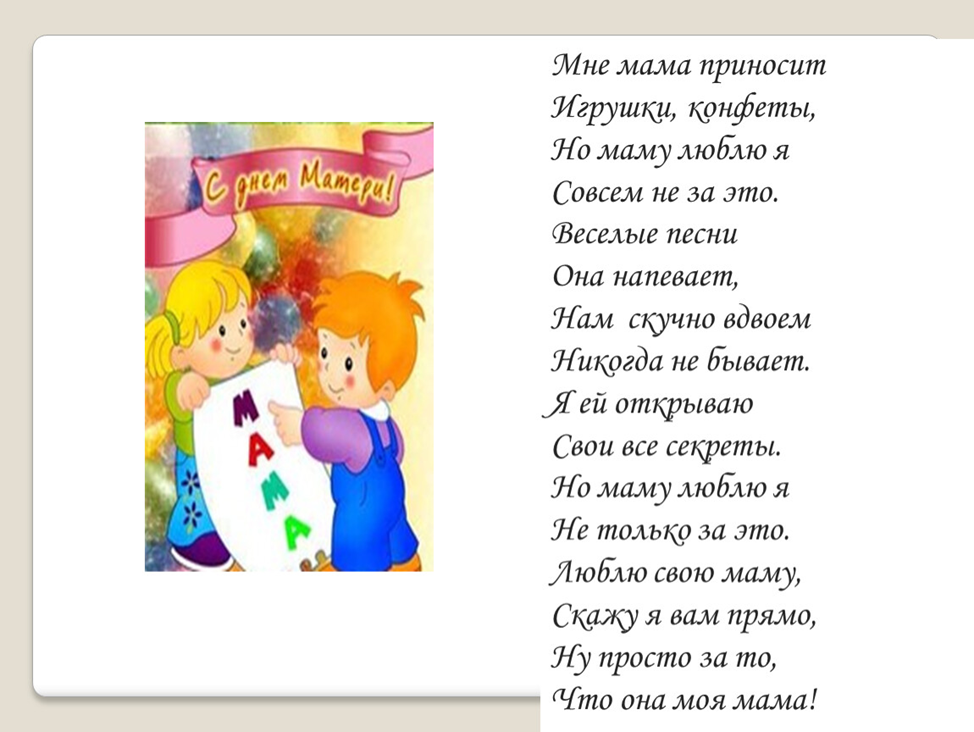 С днем Матери!
М
А
М
А
Мне мама приносит
Игрушки, конфеты,
Но маму люблю я
Совсем не за это.
Веселые песни
Она напевает,
Нам скучно вдвоем
Никогда не бывает.
Я ей открываю
Свои все секреты.
Но маму люблю я
Не только за это.
Люблю свою маму,
Скажу я вам прямо,
Ну просто за то,
Что она моя мама!